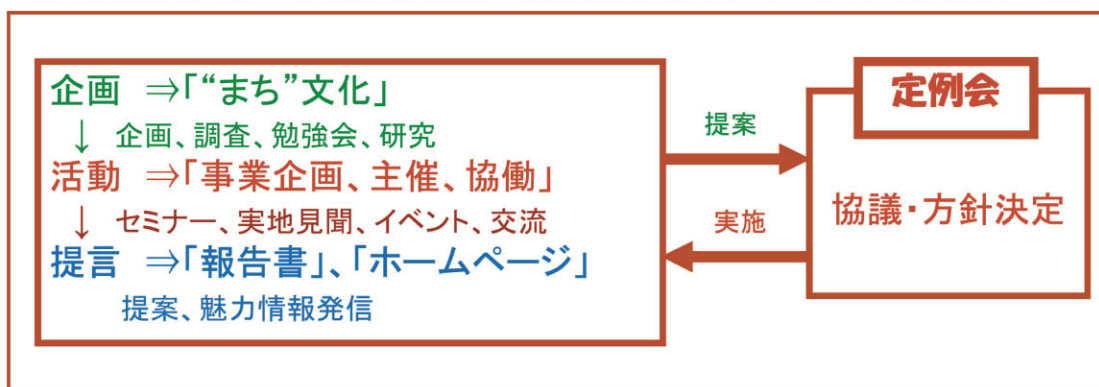 企画 ⇒「“まち”文化」
↓ 企画、調査、勉強会、研究
活動 ⇒「事業企画、主催、協働」
↓ セミナー、実地見聞、イベント、交流
提言 ⇒「報告書」、「ホームページ」
提案、魅力情報発信
提案
実施
定例会
協議・方針決定